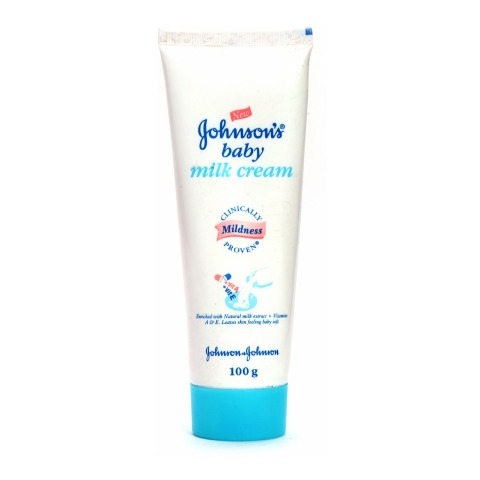 New
Johnson's®
baby
milk cream
CLINICALLY
Mildness
PROVEN®
Enriched with Natural milk extract + Vitamins
A & E. Leaves skin feeling baby soft
Johnson & Johnson
100 g